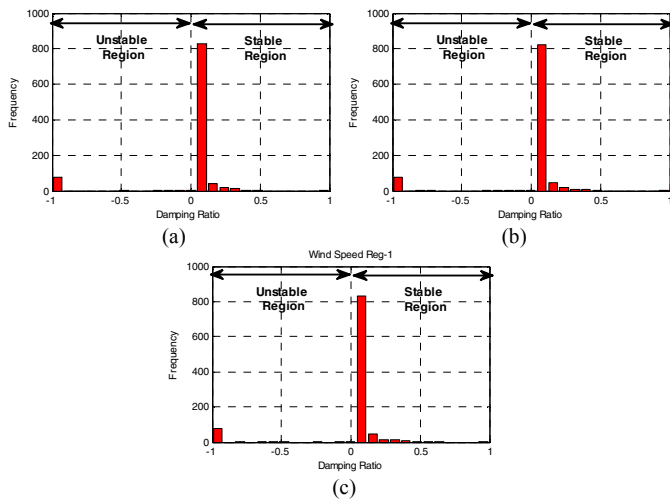 1000
800
600
400
200
0
Frequency
Unstable
Region
Stable
Region
-1
-0.5
0
0.5
1
Damping Ratio
(a)
1000
800
600
400
200
0
Frequency
Unstable
Region
Stable
Region
-1
-0.5
0
0.5
1
Damping Ratio
(b)
Wind Speed Reg-1
1000
800
600
400
200
0
Frequency
Unstable
Region
Stable
Region
-1
-0.5
0
0.5
1
Damping Ratio
(c)